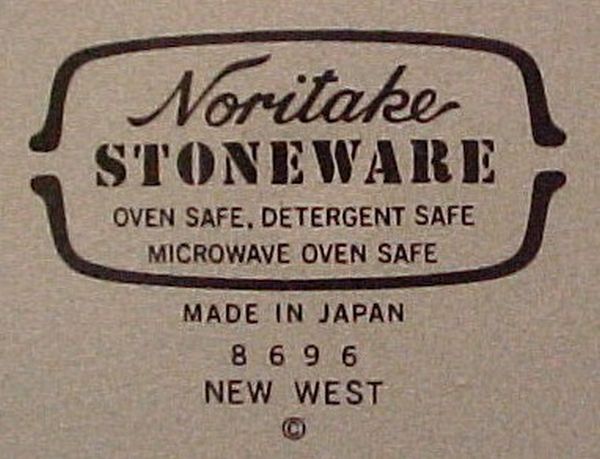 Noritake
STONEWARE
OVEN SAFE, DETERGENT SAFE
MICROWAVE OVEN SAFE
MADE IN JAPAN
8696
NEW WEST
©